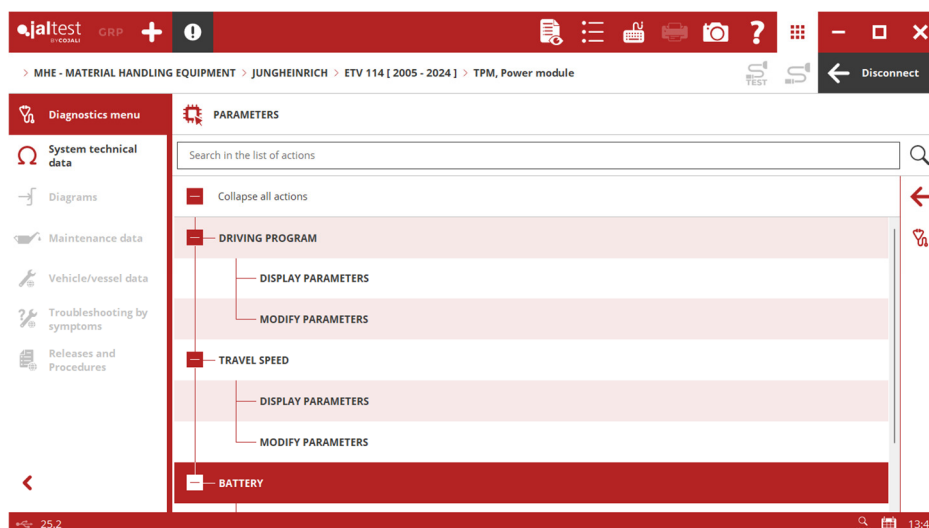 jaltest
BY COJALI
GRP
?
> MHE - MATERIAL HANDLING EQUIPMENT > JUNGHEINRICH > ETV 114 [ 2005 - 2024 ] > TPM, Power module
TEST
Disconnect
Diagnostics menu
PARAMETERS
System technical
data
Search in the list of actions
Diagrams
Collapse all actions
Maintenance data
DRIVING PROGRAM
Vehicle/vessel data
DISPLAY PARAMETERS
Troubleshooting by
symptoms
MODIFY PARAMETERS
Releases and
Procedures
TRAVEL SPEED
DISPLAY PARAMETERS
MODIFY PARAMETERS
BATTERY
25.2
13:4